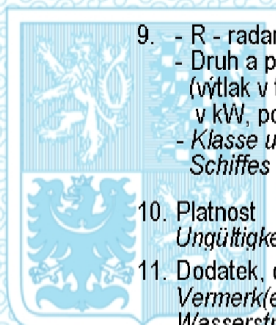 9. - R - radar
- Druh a p
(výtlak v t
v kW, po
- Klasse u
Schiffes
10. Platnost
Ungültigke
11. Dodatek, o
Vermerk(e
Wasserstr